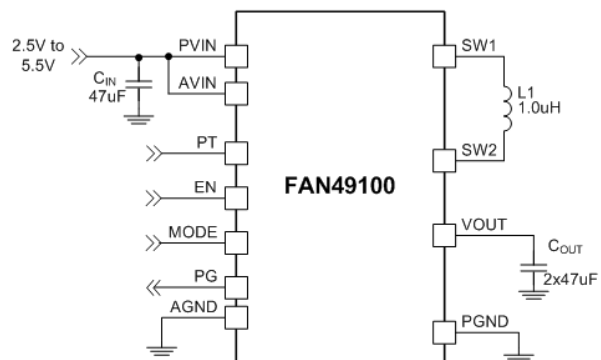 2.5V to
5.5V
CIN
47uF
PVIN
AVIN
PT
EN
MODE
PG
AGND
FAN49100
SW1
L1
1.0uH
SW2
VOUT
COUT
2x47uF
PGND